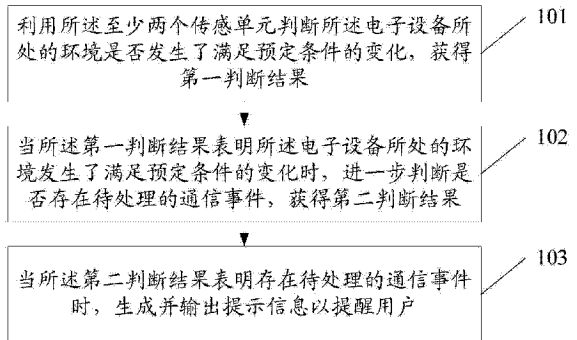 利用所述至少两个传感单元判断所述电子设备所
处的环境是否发生了满足预定条件的变化，获得
第一判断结果
101
当所述第一判断结果表明所述电子设备所处的环
境发生了满足预定条件的变化时，进一步判断是
否存在待处理的通信事件，获得第二判断结果
102
当所述第二判断结果表明存在待处理的通信事件
时，生成并输出提示信息以提醒用户
103